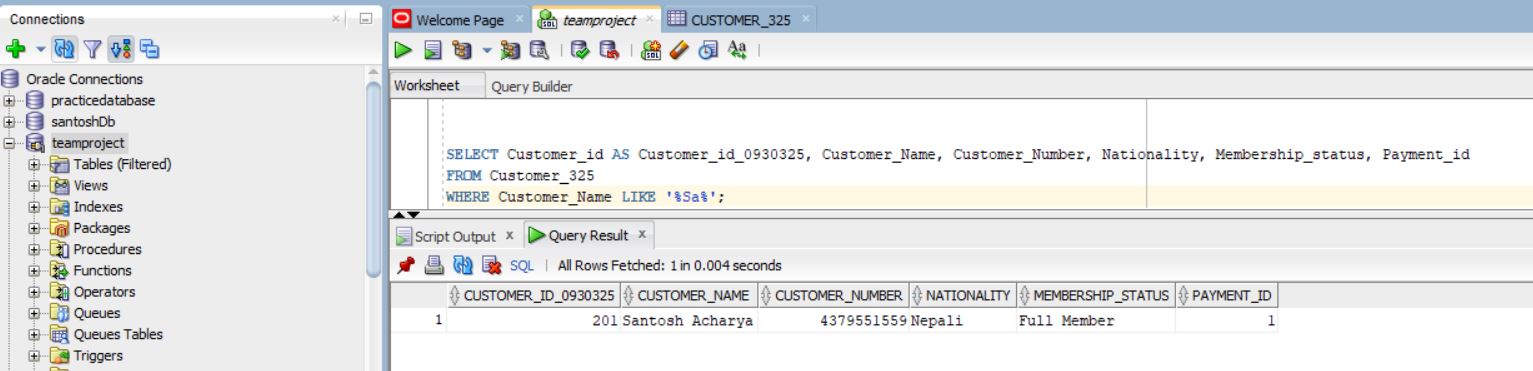 Connections
Oracle Connections
practicedatabase
santoshDb
teamproject
Tables (Filtered)
Views
Indexes
Packages
Procedures
Functions
Operators
Queues
Queues Tables
Triggers
Welcome Page
teamproject
CUSTOMER_325
Worksheet
Query Builder
SELECT Customer_id AS Customer_id_0930325, Customer_Name, Customer_Number, Nationality, Membership_status, Payment_id
FROM Customer_325
WHERE Customer_Name LIKE '%Sa%';
Script Output x
Query Result x
SQL | All Rows Fetched: 1 in 0.004 seconds
CUSTOMER_ID_0930325 CUSTOMER_NAME CUSTOMER_NUMBER NATIONALITY MEMBERSHIP_STATUS PAYMENT_ID
1 201 Santosh Acharya 4379551559 Nepali Full Member 1